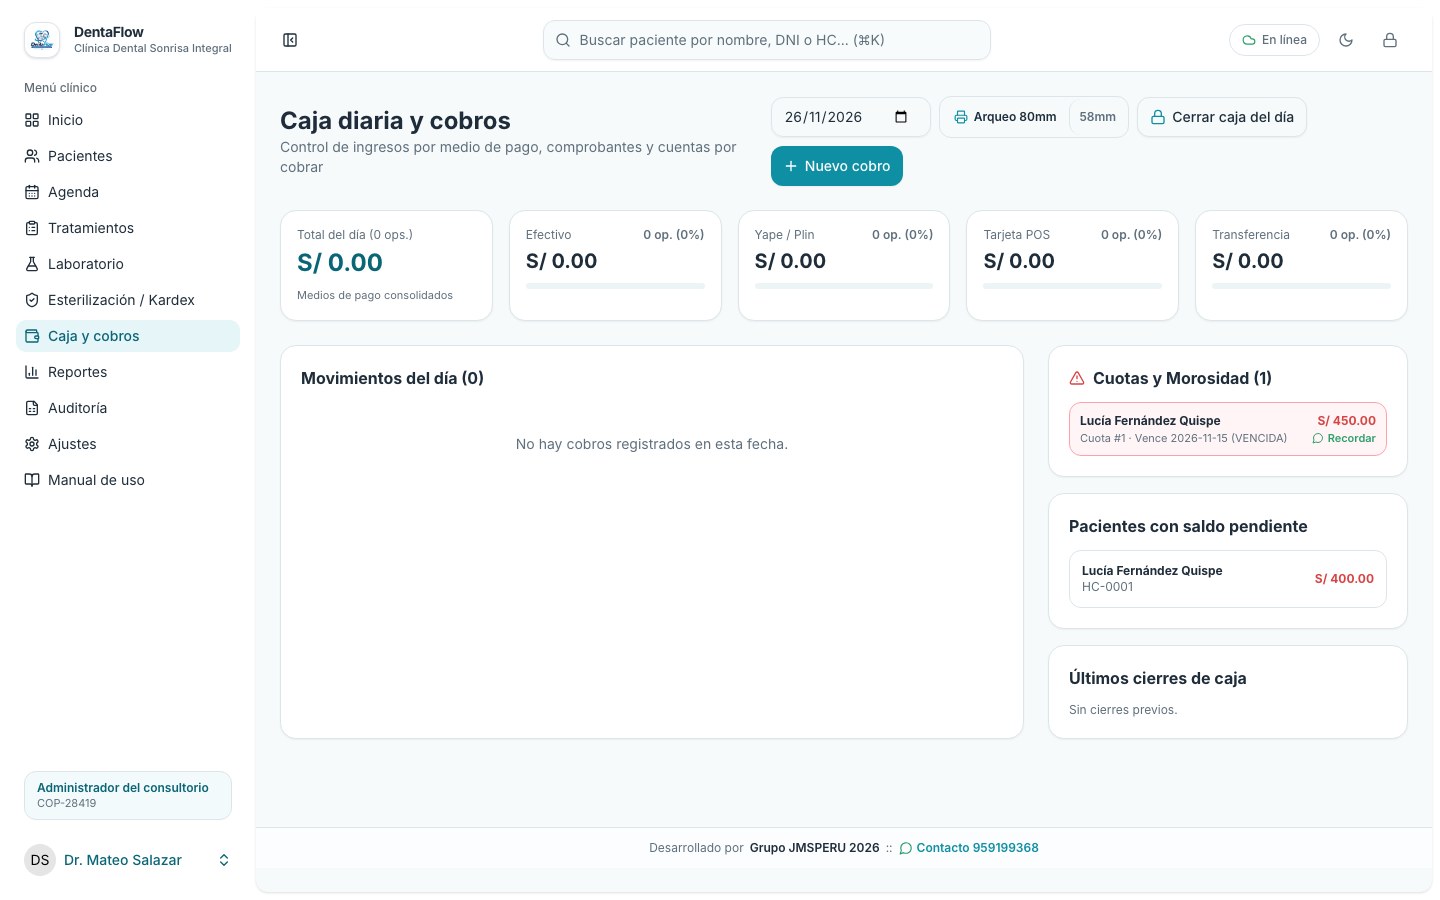 DentaFlow
Clínica Dental Sonrisa Integral
Menú clínico
Inicio
Pacientes
Agenda
Tratamientos
Laboratorio
Esterilización / Kardex
Caja y cobros
Reportes
Auditoría
Ajustes
Manual de uso
Administrador del consultorio
COP-28419
DS Dr. Mateo Salazar
Buscar paciente por nombre, DNI o HC... (⌘K)
En línea
Caja diaria y cobros
Control de ingresos por medio de pago, comprobantes y cuentas por
cobrar
26/11/2026
Arqueo 80mm
58mm
Cerrar caja del día
Nuevo cobro
Total del día (0 ops.)
S/ 0.00
Medios de pago consolidados
Efectivo 0 op. (0%)
S/ 0.00
Yape / Plin 0 op. (0%)
S/ 0.00
Tarjeta POS 0 op. (0%)
S/ 0.00
Transferencia 0 op. (0%)
S/ 0.00
Movimientos del día (0)
No hay cobros registrados en esta fecha.
Cuotas y Morosidad (1)
Lucía Fernández Quispe S/ 450.00
Cuota #1 · Vence 2026-11-15 (VENCIDA) Recordar
Pacientes con saldo pendiente
Lucía Fernández Quispe
HC-0001
S/ 400.00
Últimos cierres de caja
Sin cierres previos.
Desarrollado por Grupo JMSPERU 2026 :: Contacto 959199368